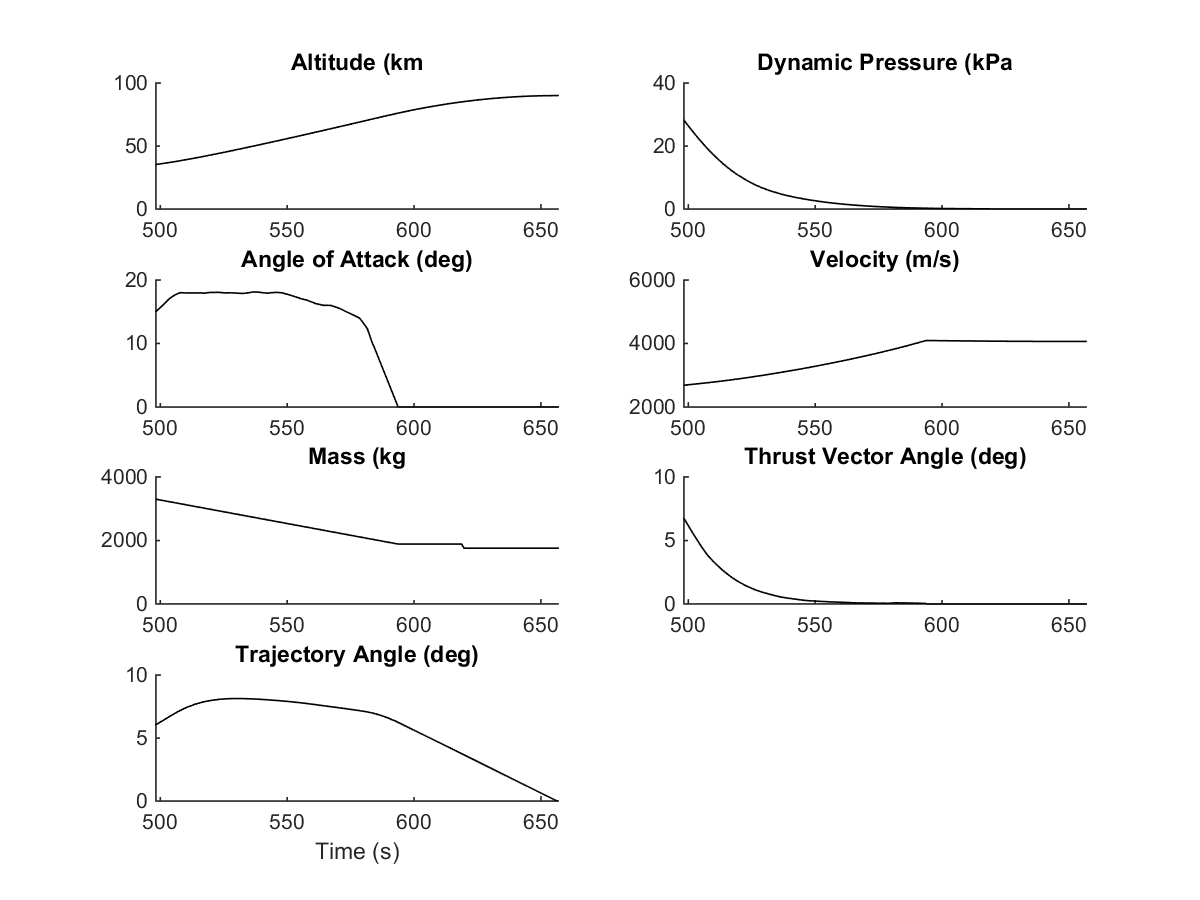 Altitude (km
100
50
0
500 550 600 650
Dynamic Pressure (kPa
40
20
0
500 550 600 650
Angle of Attack (deg)
20
10
0
500 550 600 650
Velocity (m/s)
6000
4000
2000
500 550 600 650
Mass (kg
4000
2000
0
500 550 600 650
Thrust Vector Angle (deg)
10
5
0
500 550 600 650
Trajectory Angle (deg)
10
5
0
500 550 600 650
Time (s)